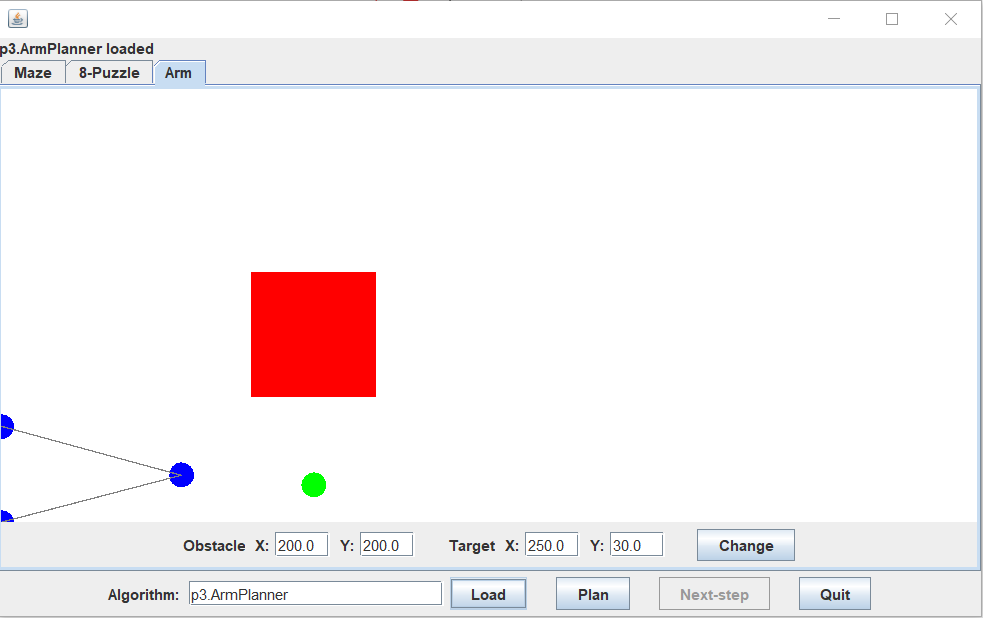 p3.ArmPlanner loaded
Maze 8-Puzzle Arm
Obstacle X: 200.0 Y: 200.0 Target X: 250.0 Y: 30.0 Change
Algorithm: p3.ArmPlanner Load Plan Next-step Quit